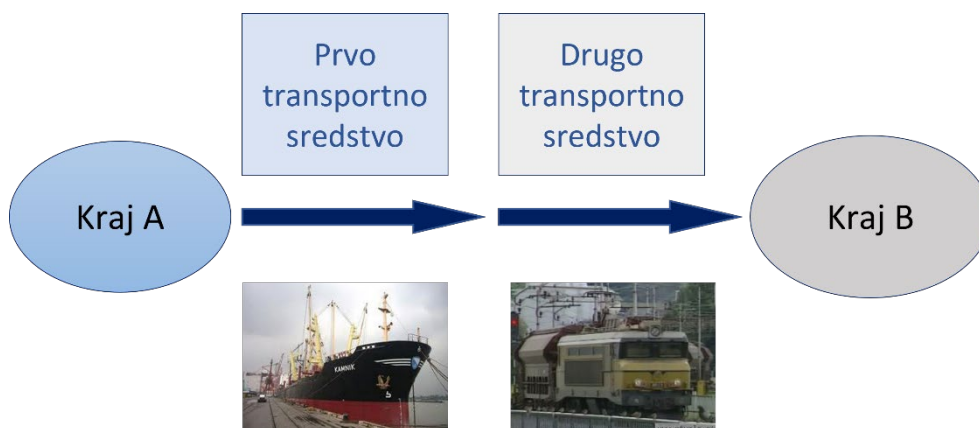 Prvo
transportno
sredstvo
Drugo
transportno
sredstvo
Kraj A
Kraj B
KAMNIK